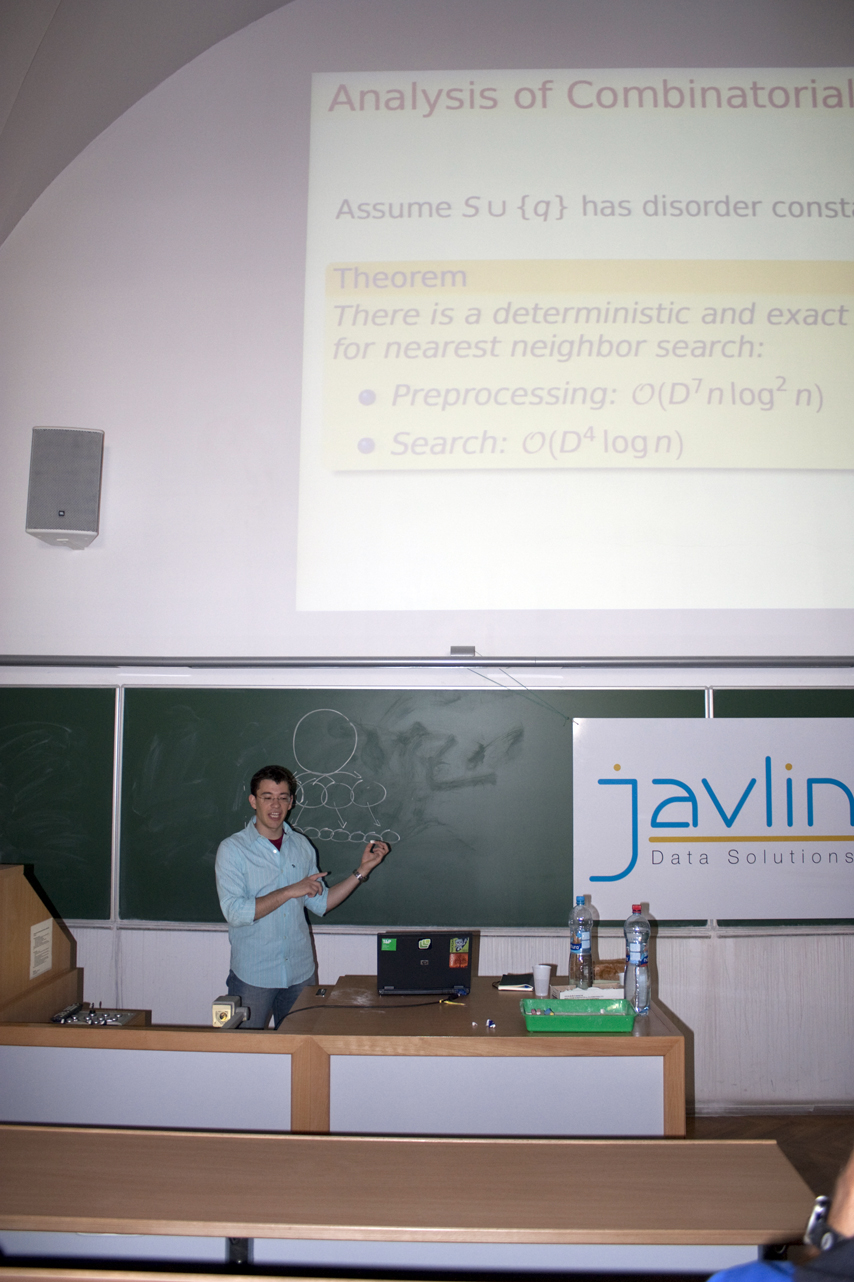 Analysis of Combinatorial
Assume S ∪ {q} has disorder consta
Theorem
There is a deterministic and exact
for nearest neighbor search:
Preprocessing: O(D⁷ n log² n)
Search: O(D⁴ log n)
javlin
Data Solutions